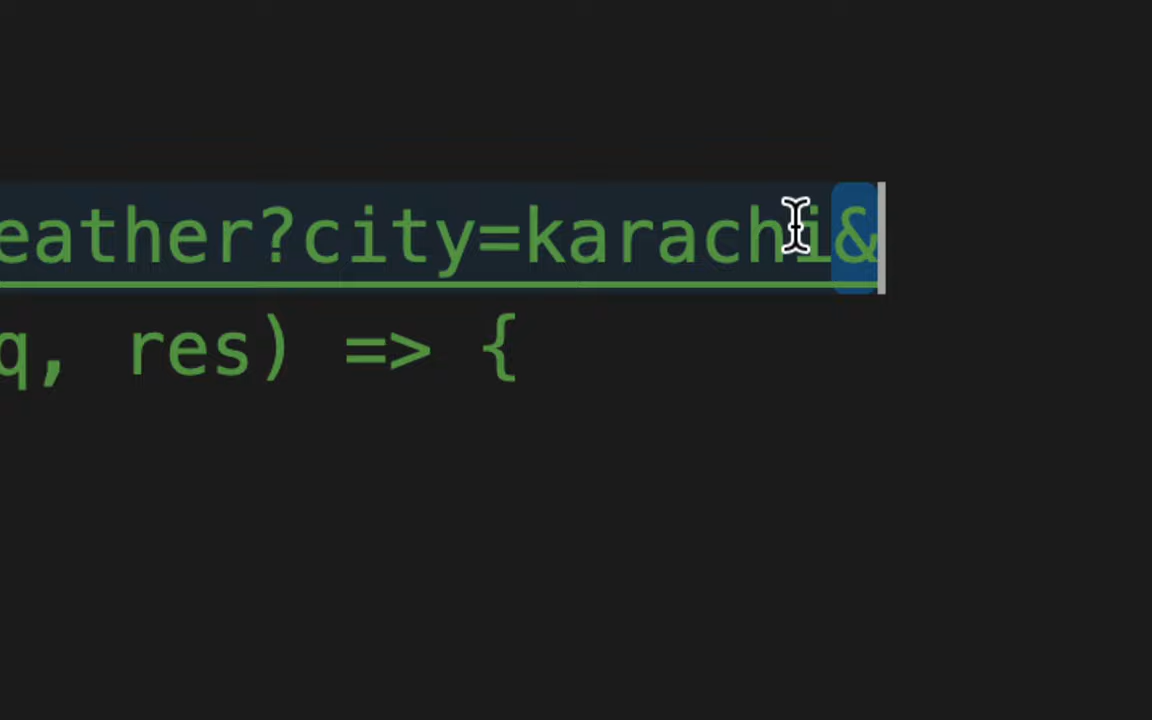 eather?city=karachi&
q, res) => {